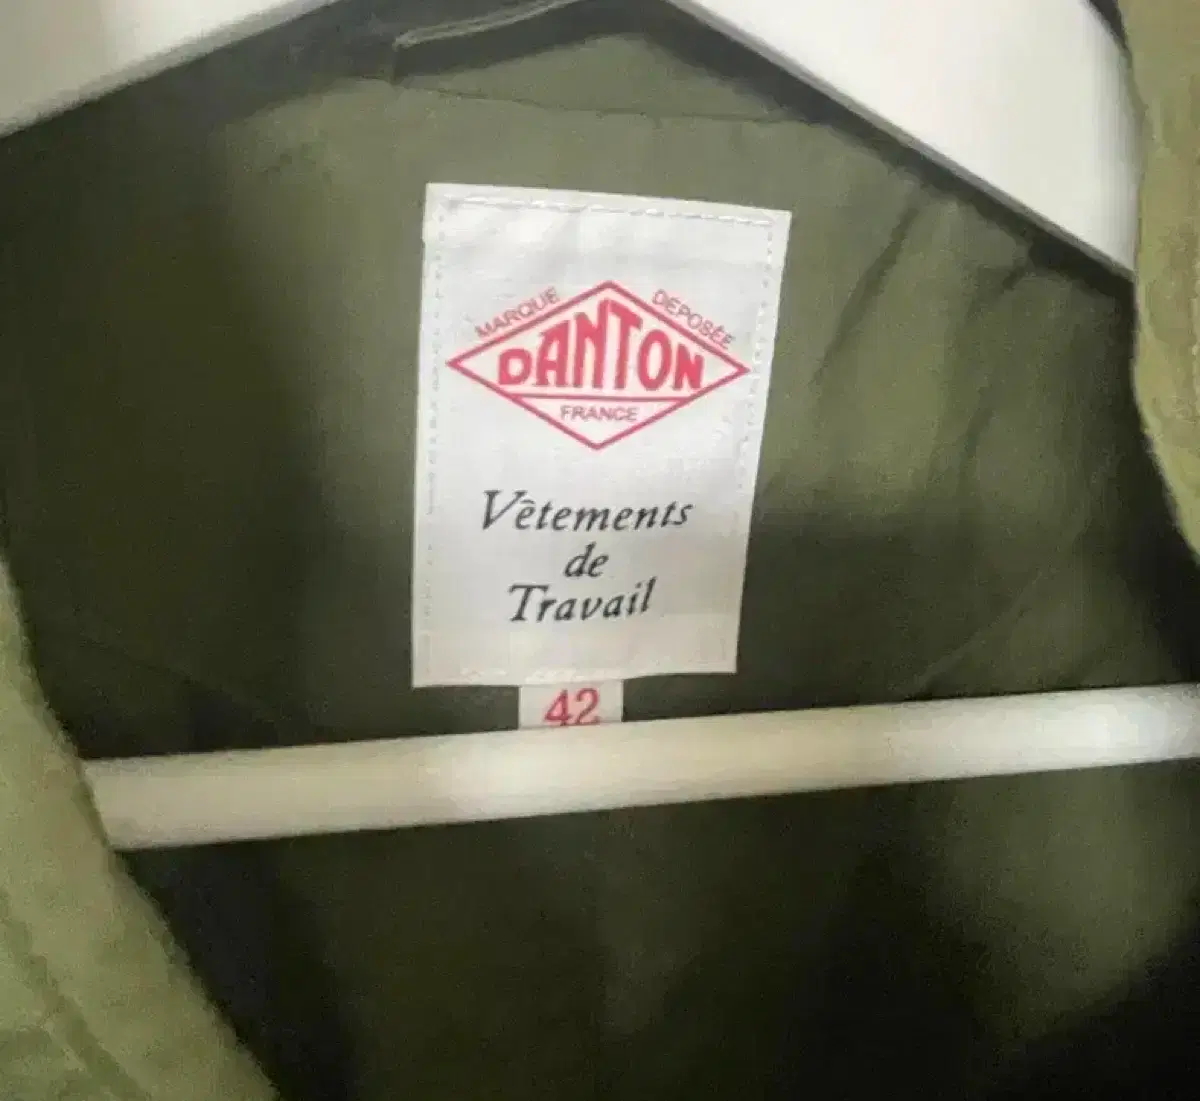 MARQUE DEPOSÉE
DANTON
FRANCE
Vêtements
de
Travail
42